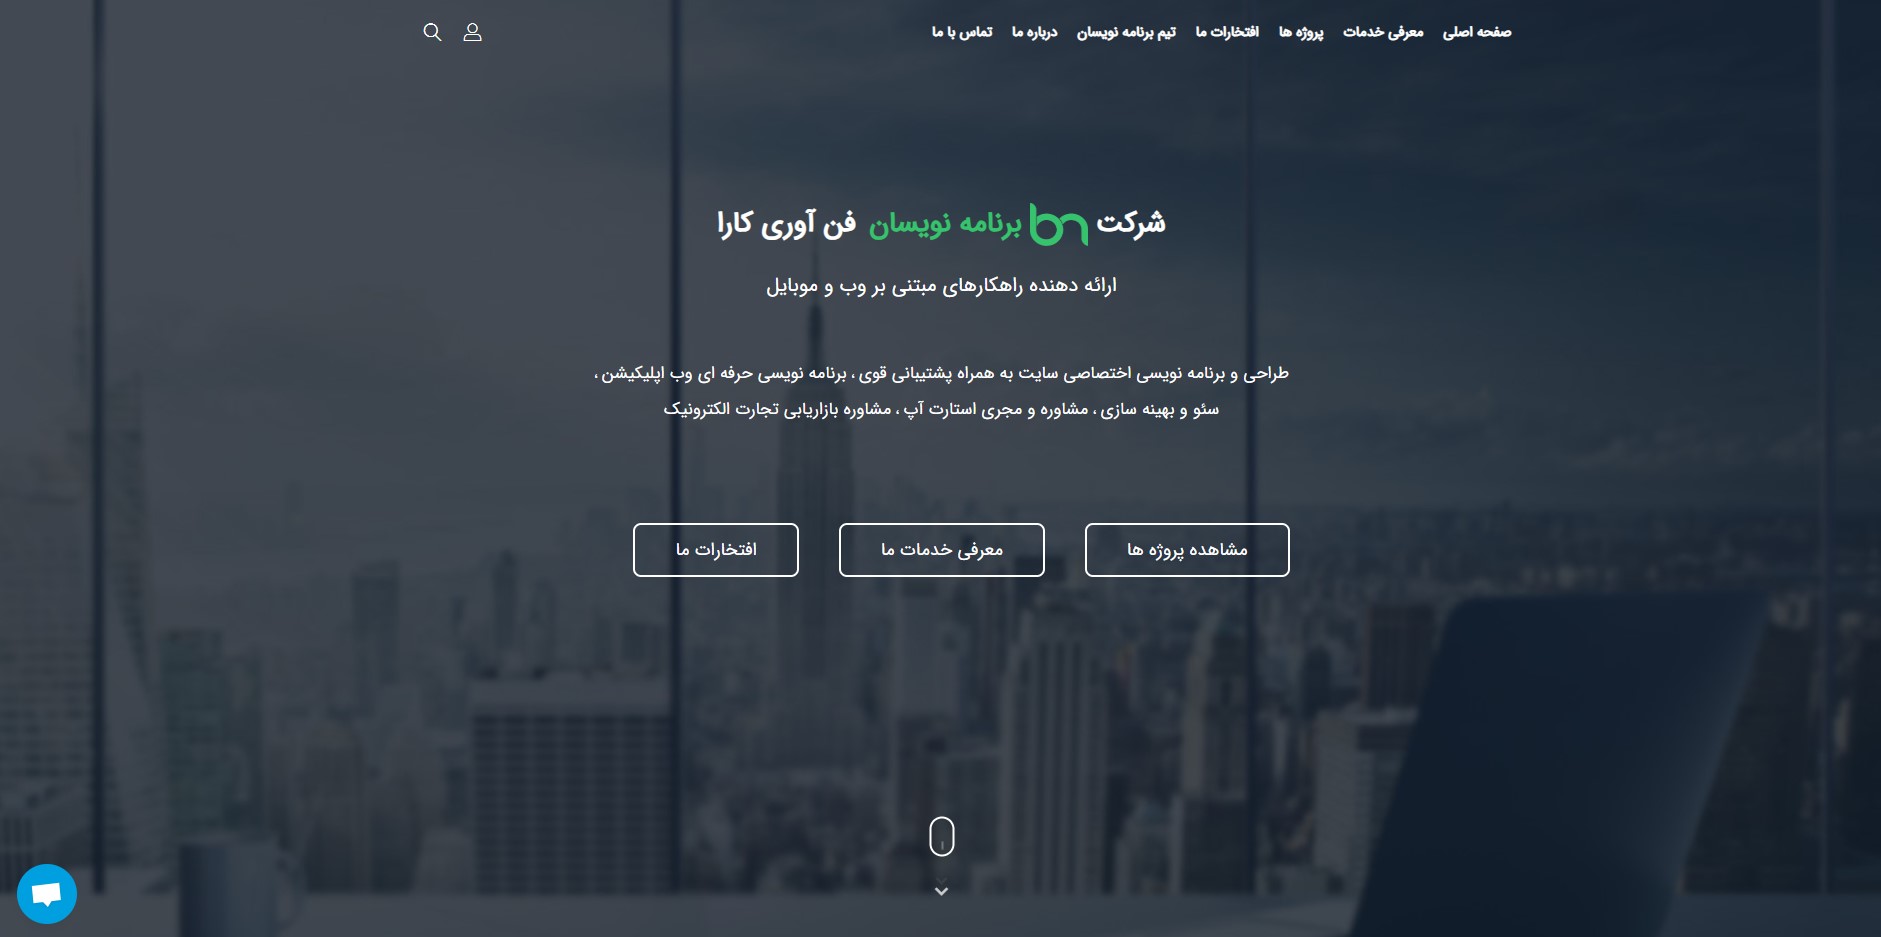 صفحه اصلی معرفی خدمات پروژه ها افتخارات ما تیم برنامه نویسان درباره ما تماس با ما
شرکت bn برنامه نویسان فن آوری کارا
ارائه دهنده راهکارهای مبتنی بر وب و موبایل
طراحی و برنامه نویسی اختصاصی سایت به همراه پشتیبانی قوی ، برنامه نویسی حرفه ای وب اپلیکیشن ،
سئو و بهینه سازی ، مشاوره و مجری استارت آپ ، مشاوره بازاریابی تجارت الکترونیک
مشاهده پروژه ها معرفی خدمات ما افتخارات ما